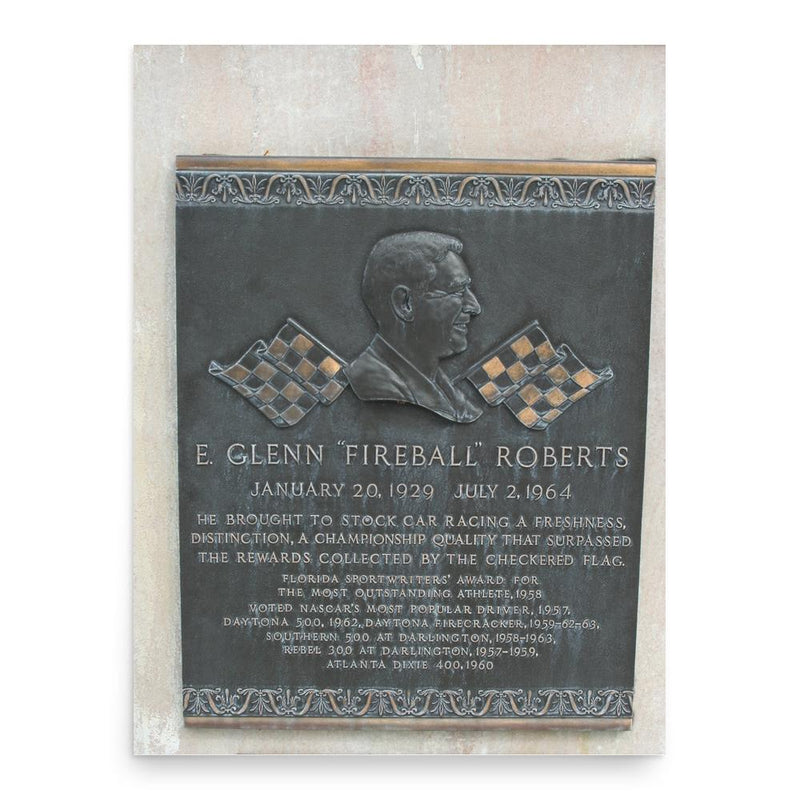 E. GLENN "FIREBALL" ROBERTS
JANUARY 20, 1929 JULY 2, 1964
HE BROUGHT TO STOCK CAR RACING A FRESHNESS,
DISTINCTION, A CHAMPIONSHIP QUALITY THAT SURPASSED
THE REWARDS COLLECTED BY THE CHECKERED FLAG.
FLORIDA SPORTWRITERS' AWARD FOR
THE MOST OUTSTANDING ATHLETE, 1958
VOTED NASCAR'S MOST POPULAR DRIVER, 1957,
DAYTONA 500, 1962, DAYTONA FIRECRACKER, 1959-62-63,
SOUTHERN 500 AT DARLINGTON, 1958-1963,
REBEL 300 AT DARLINGTON, 1957-1959,
ATLANTA DIXIE 400, 1960